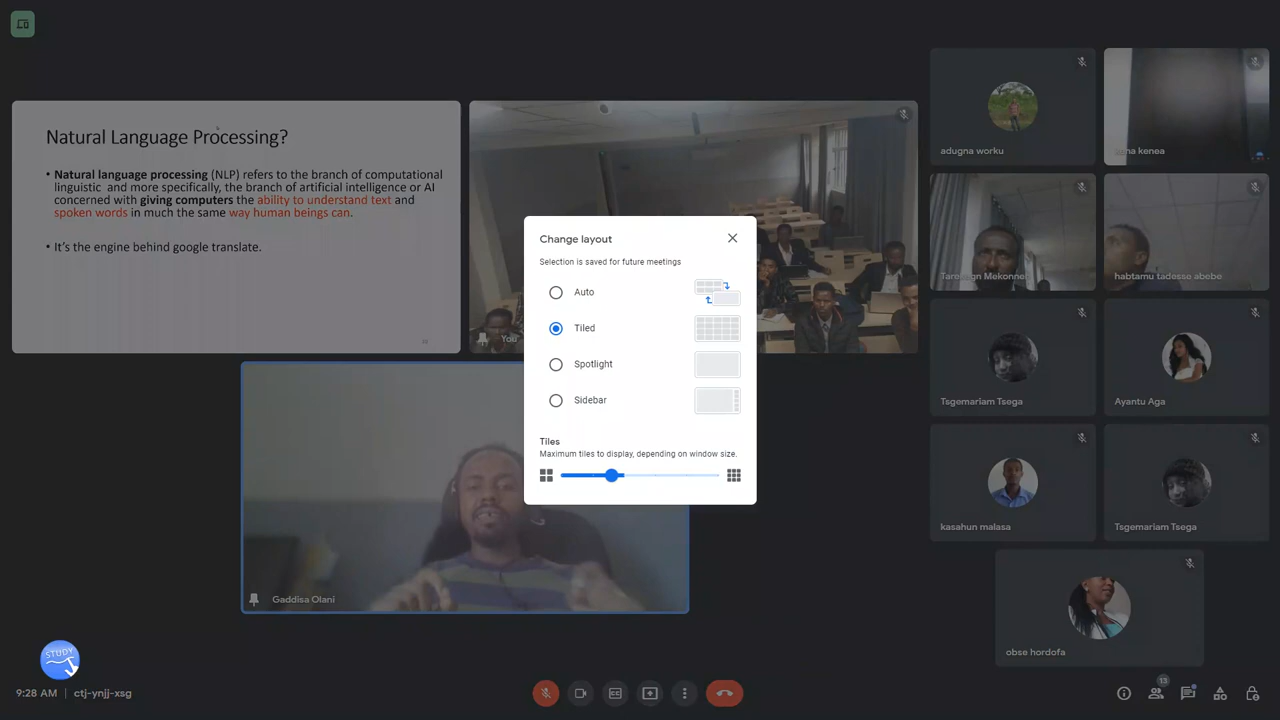 Natural Language Processing?
• Natural language processing (NLP) refers to the branch of computational
linguistic and more specifically, the branch of artificial intelligence or AI
concerned with giving computers the ability to understand text and
spoken words in much the same way human beings can.
• It's the engine behind google translate.
You
Gaddisa Olani
Change layout
Selection is saved for future meetings
Auto
Tiled
Spotlight
Sidebar
Tiles
Maximum tiles to display, depending on window size.
adugna worku
kenea
Mekonnen
habtamu tadesse abebe
Tsgemariam Tsega
Ayantu Aga
kasahun malasa
Tsgemariam Tsega
obse hordofa
STUDY
9:28 AM | ctj-ynjj-xsg
13